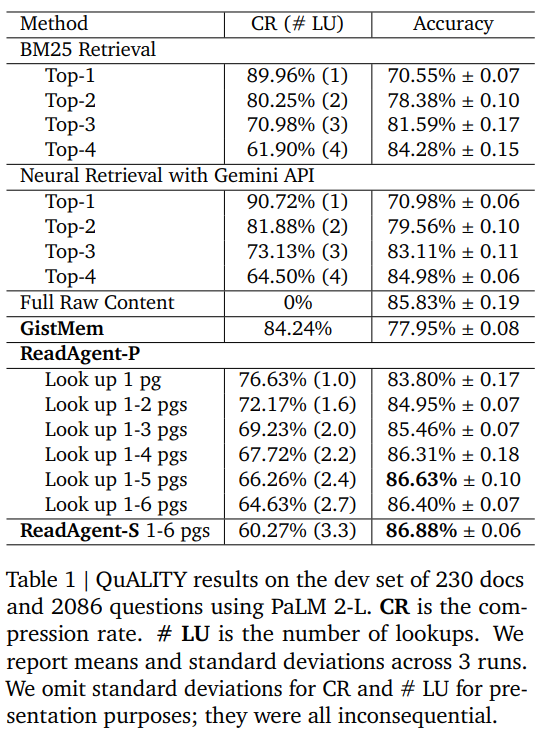 Method CR (# LU) Accuracy
BM25 Retrieval
Top-1 89.96% (1) 70.55% ± 0.07
Top-2 80.25% (2) 78.38% ± 0.10
Top-3 70.98% (3) 81.59% ± 0.17
Top-4 61.90% (4) 84.28% ± 0.15
Neural Retrieval with Gemini API
Top-1 90.72% (1) 70.98% ± 0.06
Top-2 81.88% (2) 79.56% ± 0.10
Top-3 73.13% (3) 83.11% ± 0.11
Top-4 64.50% (4) 84.98% ± 0.06
Full Raw Content 0% 85.83% ± 0.19
GistMem 84.24% 77.95% ± 0.08
ReadAgent-P
Look up 1 pg 76.63% (1.0) 83.80% ± 0.17
Look up 1-2 pgs 72.17% (1.6) 84.95% ± 0.07
Look up 1-3 pgs 69.23% (2.0) 85.46% ± 0.07
Look up 1-4 pgs 67.72% (2.2) 86.31% ± 0.18
Look up 1-5 pgs 66.26% (2.4) 86.63% ± 0.10
Look up 1-6 pgs 64.63% (2.7) 86.40% ± 0.07
ReadAgent-S 1-6 pgs 60.27% (3.3) 86.88% ± 0.06
Table 1 | QuALITY results on the dev set of 230 docs
and 2086 questions using PaLM 2-L. CR is the com-
pression rate. # LU is the number of lookups. We
report means and standard deviations across 3 runs.
We omit standard deviations for CR and # LU for pre-
sentation purposes; they were all inconsequential.